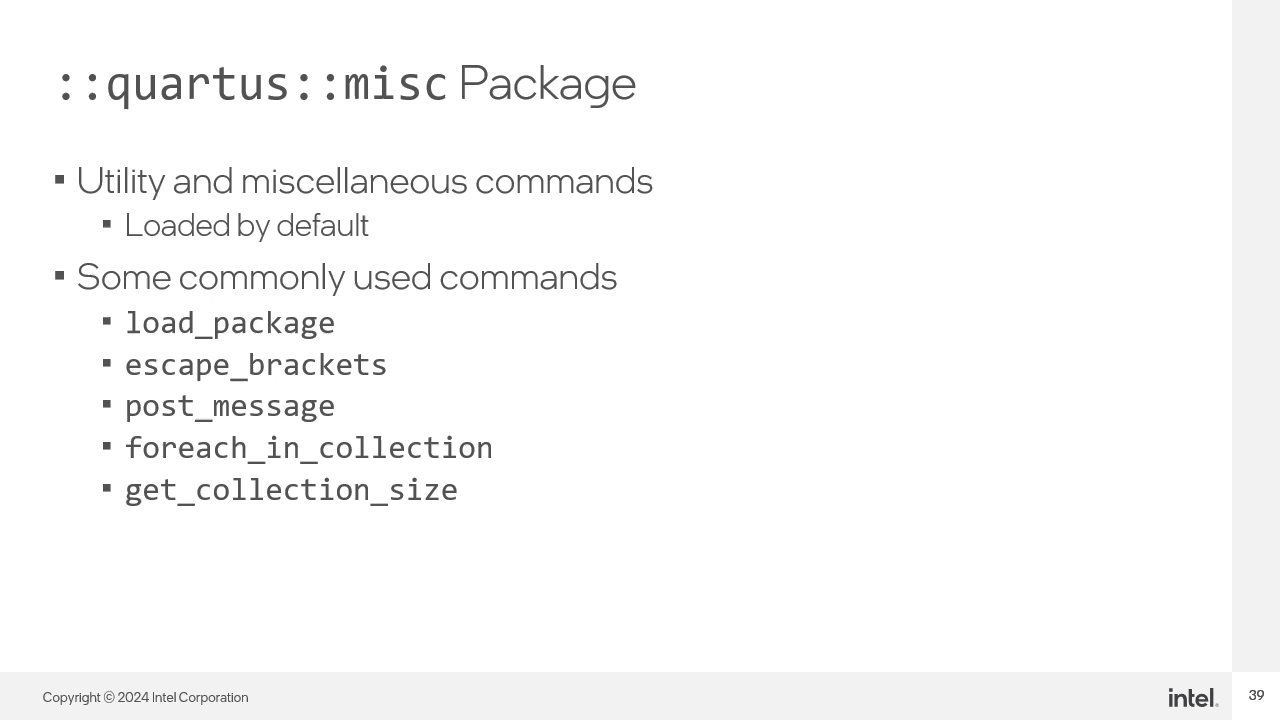 ::quartus::misc Package
▪ Utility and miscellaneous commands
▪ Loaded by default
▪ Some commonly used commands
▪ load_package
▪ escape_brackets
▪ post_message
▪ foreach_in_collection
▪ get_collection_size
Copyright © 2024 Intel Corporation
intel.
39